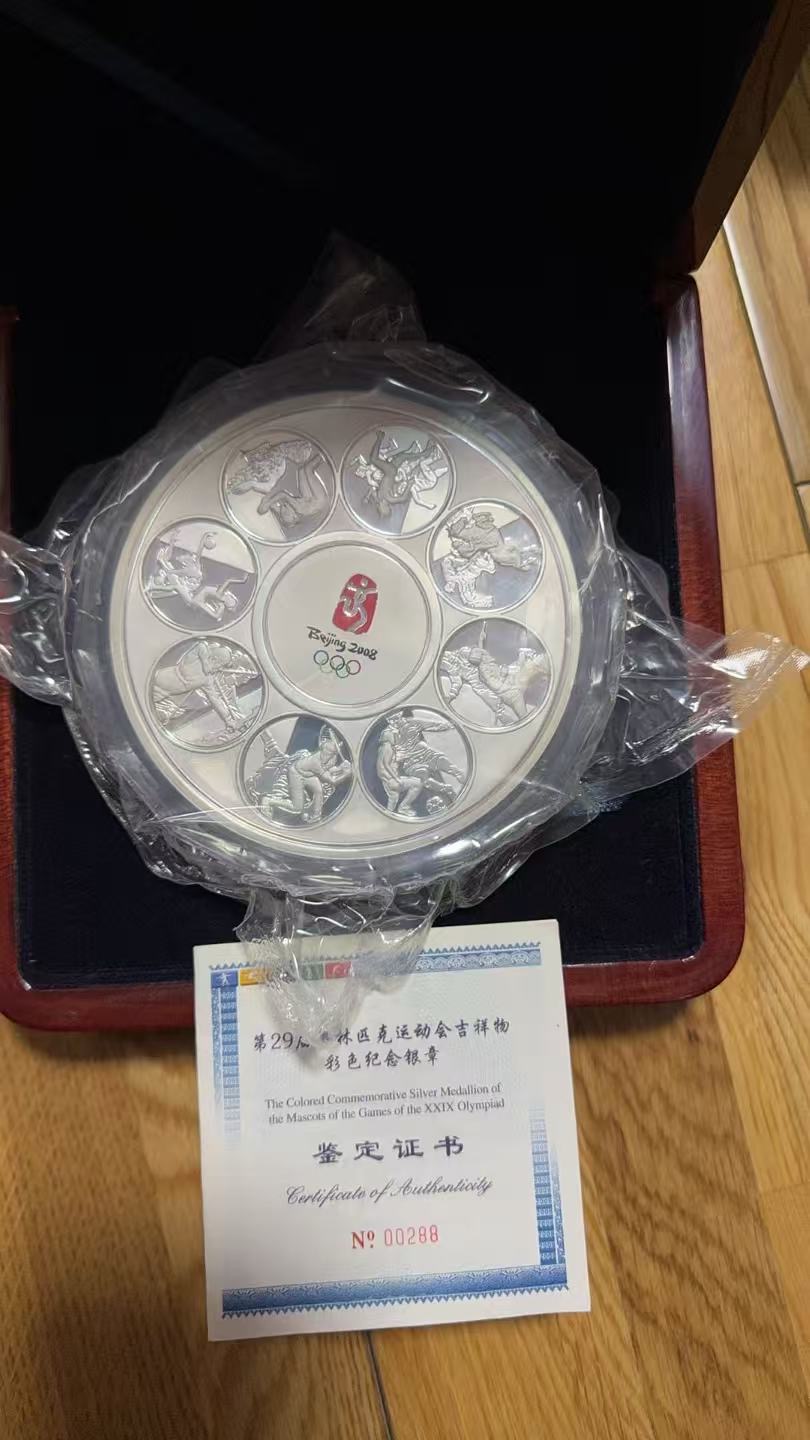 Beijing 2008
第29 林匹克运动会吉祥物
彩色纪念银章
The Colored Commemorative Silver Medallion of
the Mascots of the Games of the XXIX Olympiad
鉴定证书
Certificate of Authenticity
Nº 00288